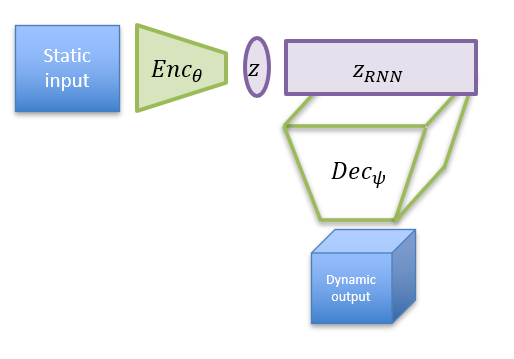 Static
input
Enc_θ
z
z_RNN
Dec_ψ
Dynamic
output